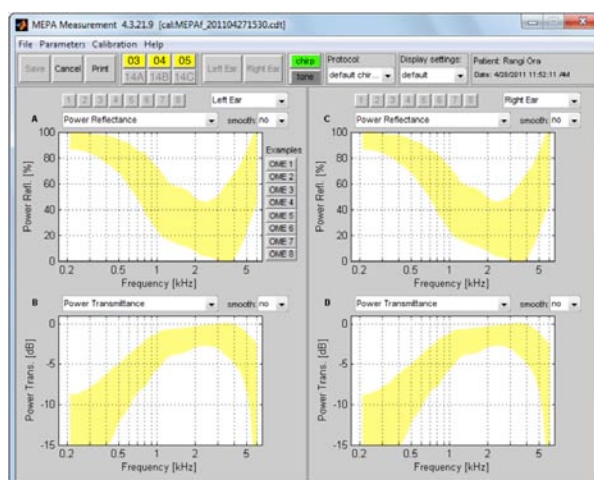 MEPA Measurement 4.3.21.9 [cal:MEPAf_201104271530.cdt]
File Parameters Calibration Help
Save Cancel Print 03 04 05 14A 14B 14C Left Ear Right Ear chirp tone
Protocol: default chir...
Display settings: default
Patient: Rangi Ora
Date: 4/28/2011 11:52:11 AM
1 2 3 4 5 6 7 8 Left Ear
A Power Reflectance smooth: no
Power Refl. [%]
100
80
60
40
20
0
0.2 0.5 1 2 5
Frequency [kHz]
Examples
OME 1
OME 2
OME 3
OME 4
OME 5
OME 6
OME 7
OME 8
B Power Transmittance smooth: no
Power Trans. [dB]
0
-5
-10
-15
0.2 0.5 1 2 5
Frequency [kHz]
1 2 3 4 5 6 7 8 Right Ear
C Power Reflectance smooth: no
Power Refl. [%]
100
80
60
40
20
0
0.2 0.5 1 2 5
Frequency [kHz]
D Power Transmittance smooth: no
Power Trans. [dB]
0
-5
-10
-15
0.2 0.5 1 2 5
Frequency [kHz]